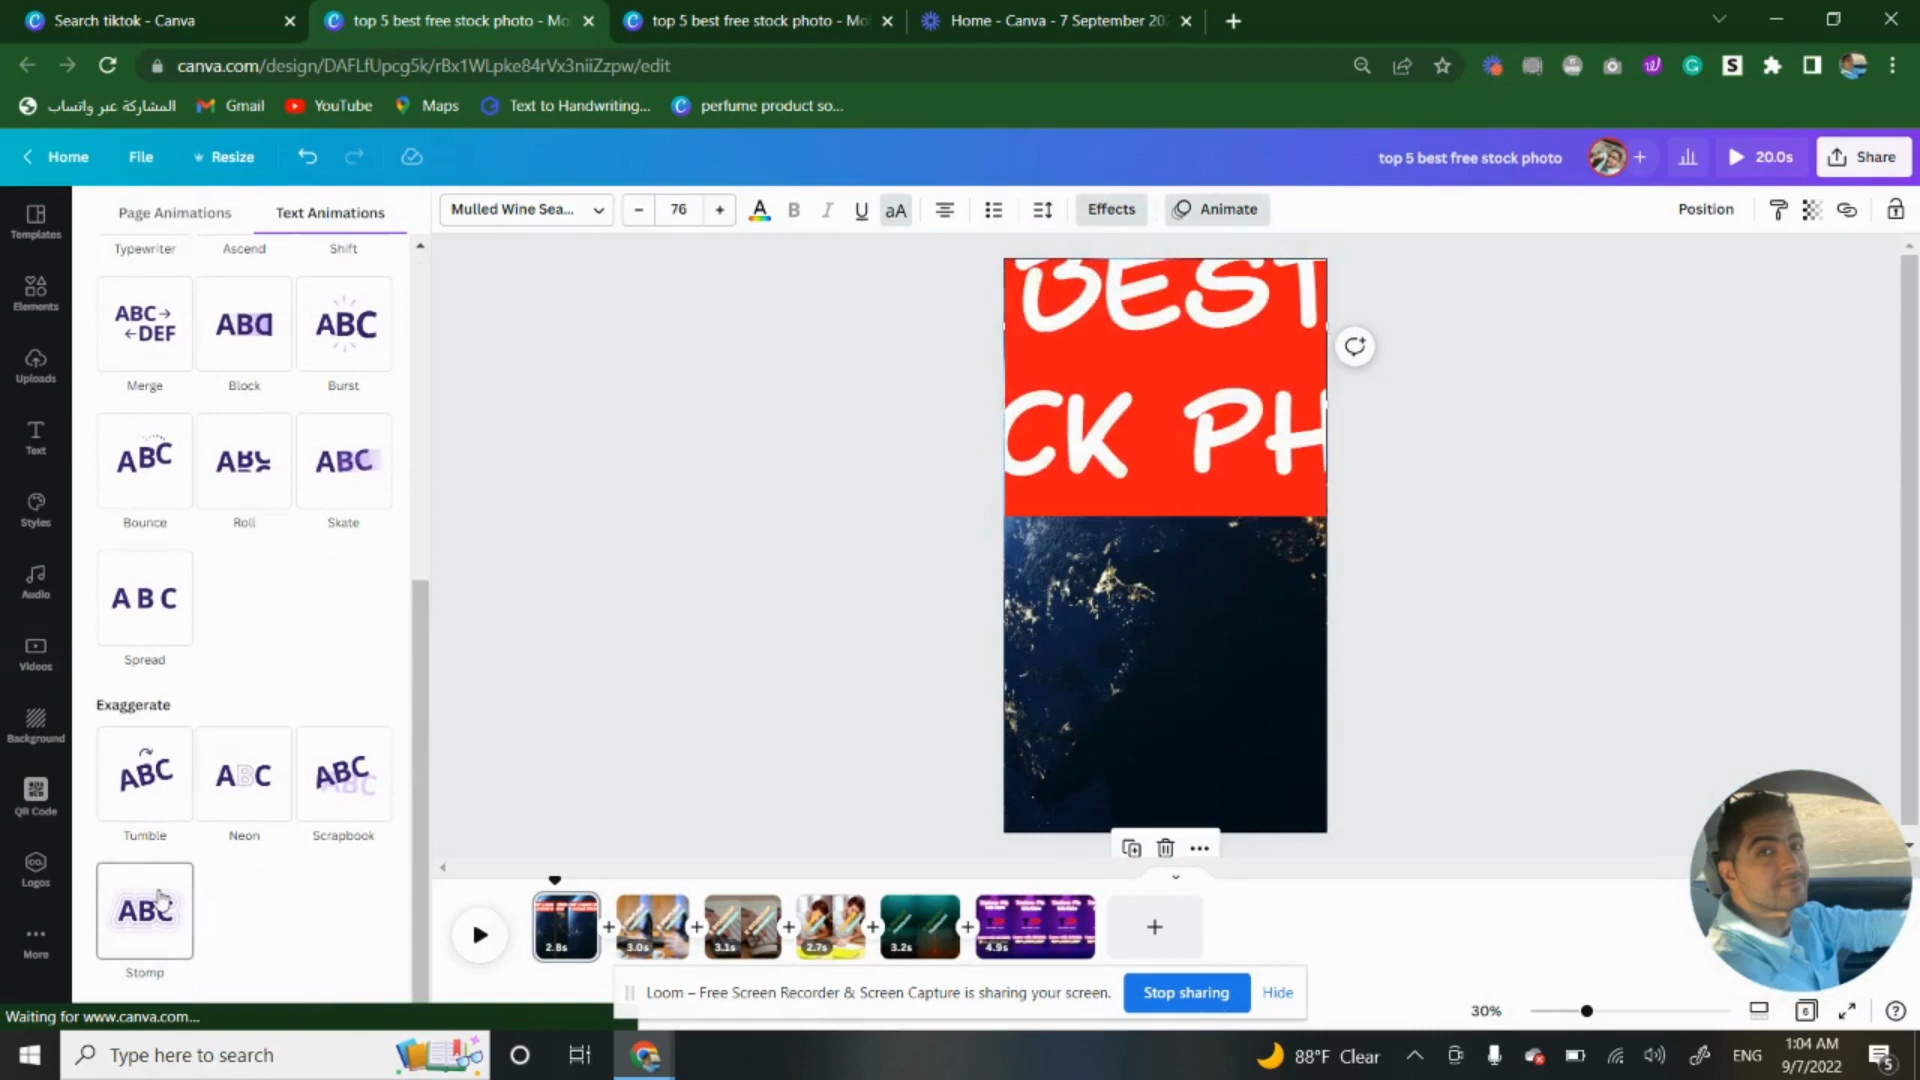 Search tiktok - Canva
top 5 best free stock photo - Mo
top 5 best free stock photo - Mo
Home - Canva - 7 September 20
canva.com/design/DAFLfUpcg5k/rBx1WLpke84rVx3niiZzpw/edit
المشاركة عبر واتساب
Gmail
YouTube
Maps
Text to Handwriting...
perfume product so...
Home
File
Resize
top 5 best free stock photo
20.0s
Share
Templates
Elements
Uploads
Text
Styles
Audio
Videos
Background
QR Code
Logos
More
Page Animations
Text Animations
Typewriter
Ascend
Shift
ABC→
←DEF
Merge
Block
ABC
Burst
ABC
Bounce
Roll
ABC
Skate
ABC
Spread
Exaggerate
ABC
Tumble
ABC
Neon
ABC
Scrapbook
ABC
Stomp
Mulled Wine Sea...
76
A
B
I
U
aA
Effects
Animate
Position
BEST
CK PH
2.8s
3.0s
3.1s
2.7s
3.2s
4.9s
Loom – Free Screen Recorder & Screen Capture is sharing your screen.
Stop sharing
Hide
30%
6
Waiting for www.canva.com...
Type here to search
88°F Clear
ENG
1:04 AM
9/7/2022
5